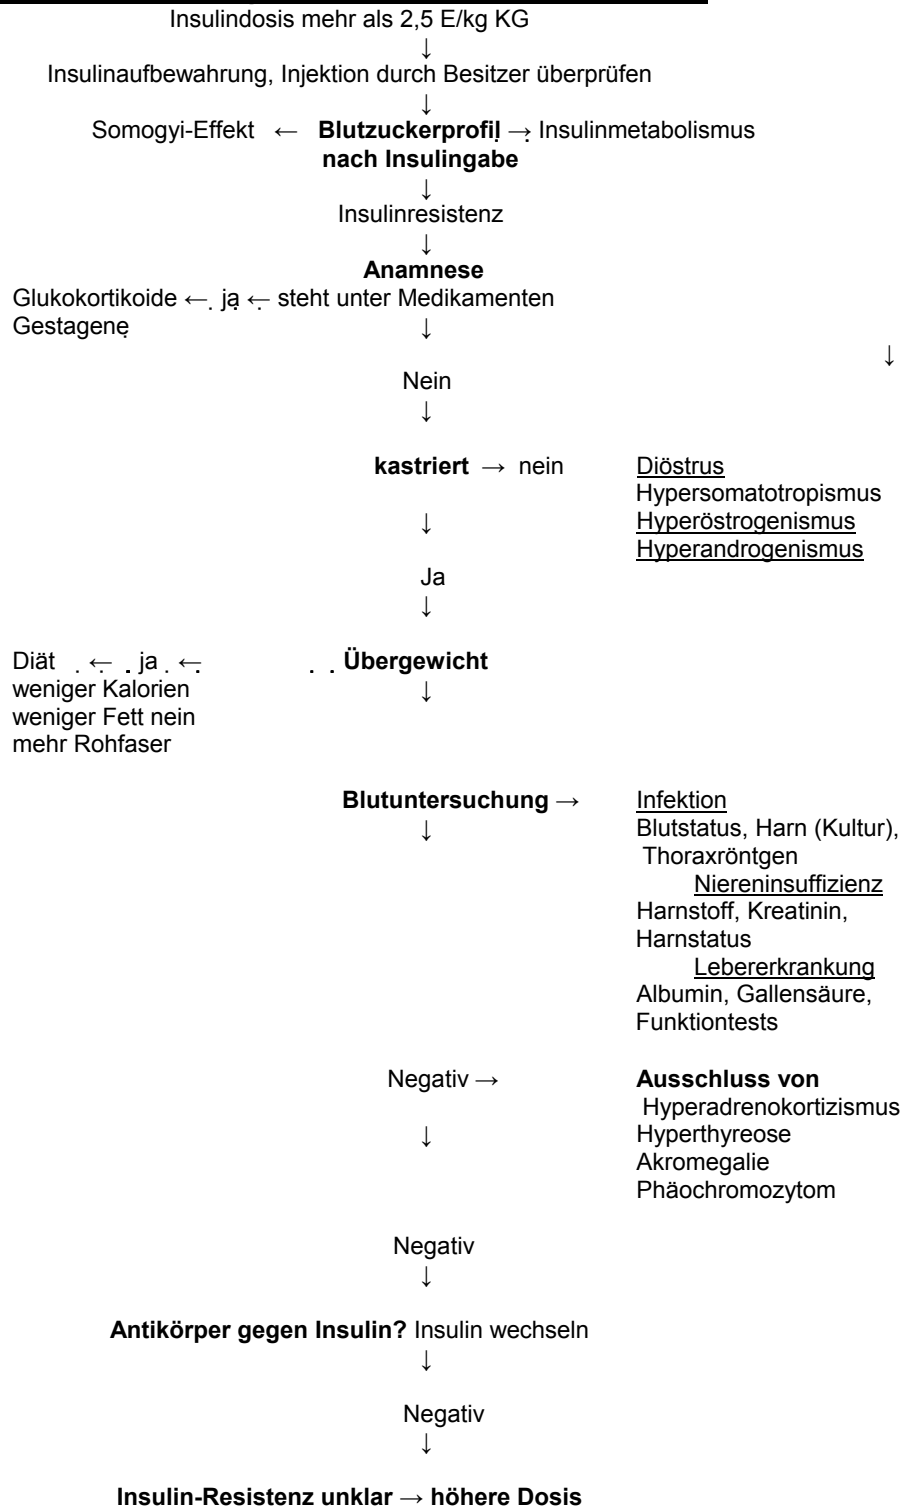 Insulindosis mehr als 2,5 E/kg KG
↓
Insulinaufbewahrung, Injektion durch Besitzer überprüfen
↓
Somogyi-Effekt ← Blutzuckerprofil → Insulinmetabolismus
nach Insulingabe
↓
Insulinresistenz
↓
Anamnese
Glukokortikoide ← ja ← steht unter Medikamenten
Gestagene ↓
↓
Nein
↓
kastriert → nein Diöstrus
Hypersomatotropismus
↓ Hyperöstrogenismus
Hyperandrogenismus
Ja
↓
Diät ← ja ← Übergewicht
weniger Kalorien ↓
weniger Fett nein
mehr Rohfaser
Blutuntersuchung → Infektion
↓ Blutstatus, Harn (Kultur),
Thoraxröntgen
Niereninsuffizienz
Harnstoff, Kreatinin,
Harnstatus
Lebererkrankung
Albumin, Gallensäure,
Funktiontests
Negativ → Ausschluss von
Hyperadrenokortizismus
↓ Hyperthyreose
Akromegalie
Phäochromozytom
Negativ
↓
Antikörper gegen Insulin? Insulin wechseln
↓
Negativ
↓
Insulin-Resistenz unklar → höhere Dosis